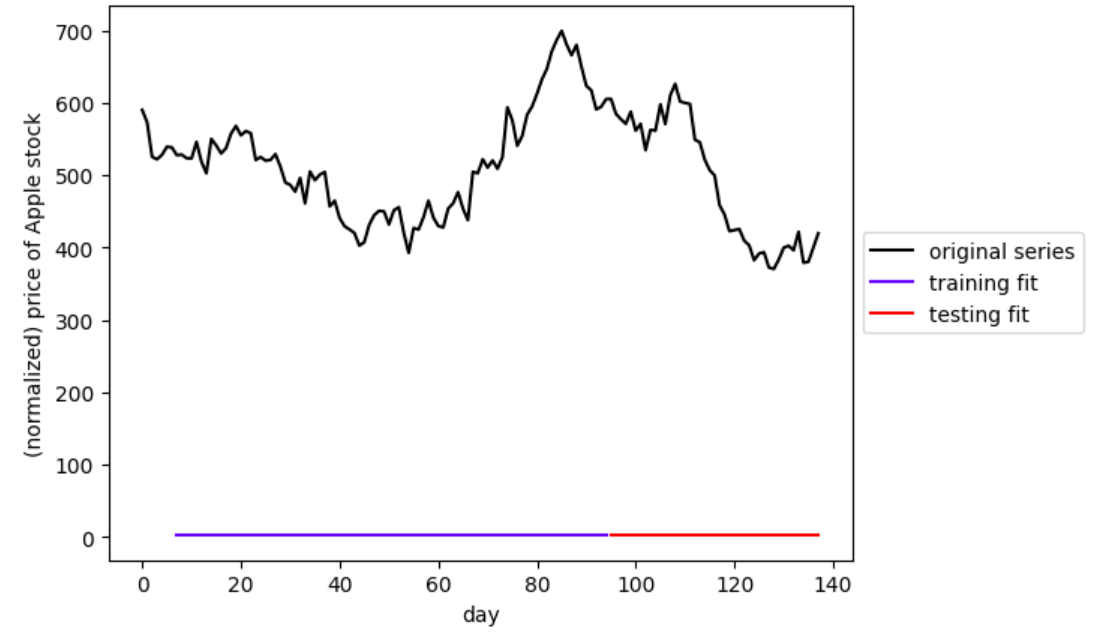 700
600
500
400
300
200
100
0
(normalized) price of Apple stock
0 20 40 60 80 100 120 140
day
original series
training fit
testing fit